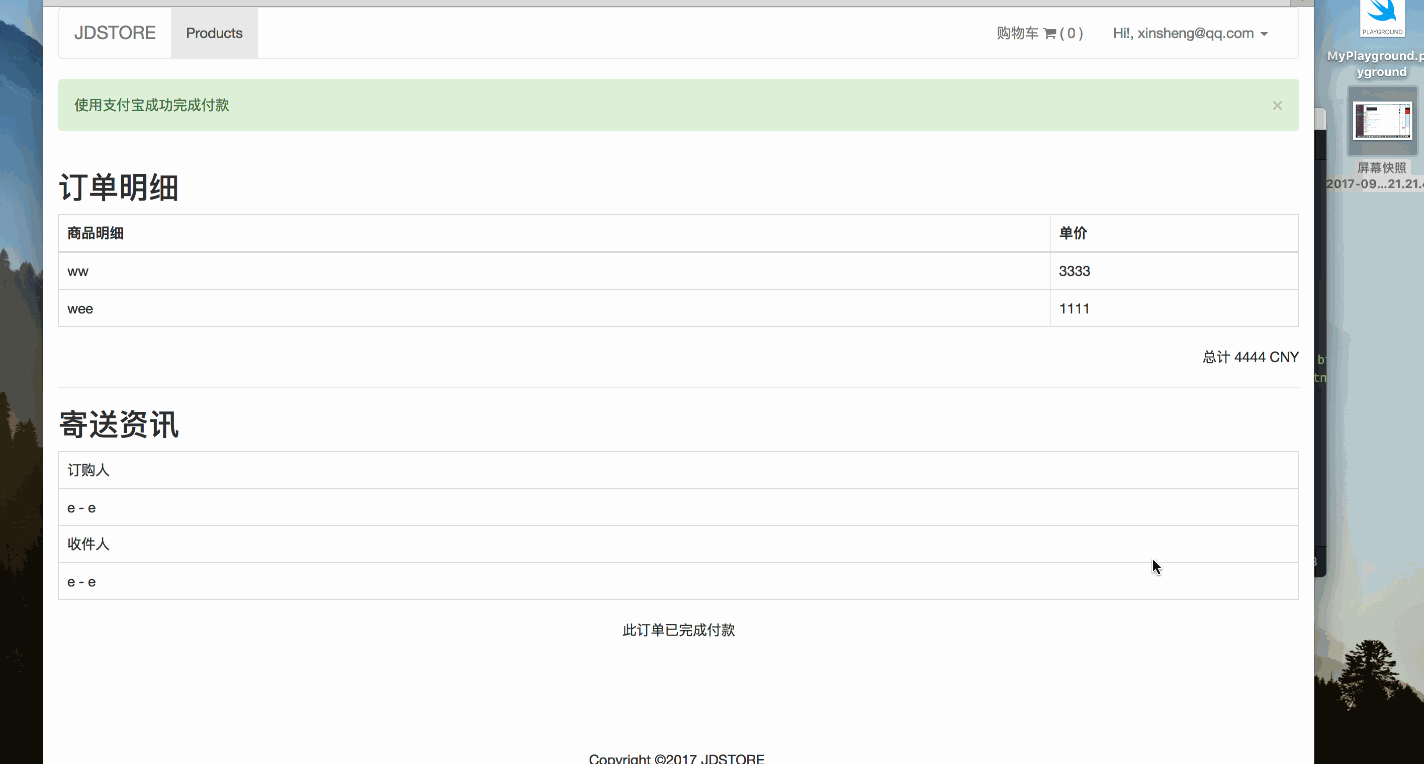 JDSTORE Products 购物车 ( 0 ) Hi!, xinsheng@qq.com
使用支付宝成功完成付款 ×
订单明细
商品明细 单价
ww 3333
wee 1111
总计 4444 CNY
寄送资讯
订购人
e - e
收件人
e - e
此订单已完成付款
Copyright ©2017 JDSTORE
PLAYGROUND
MyPlayground.p
yground
屏幕快照
2017-09...21.21.4